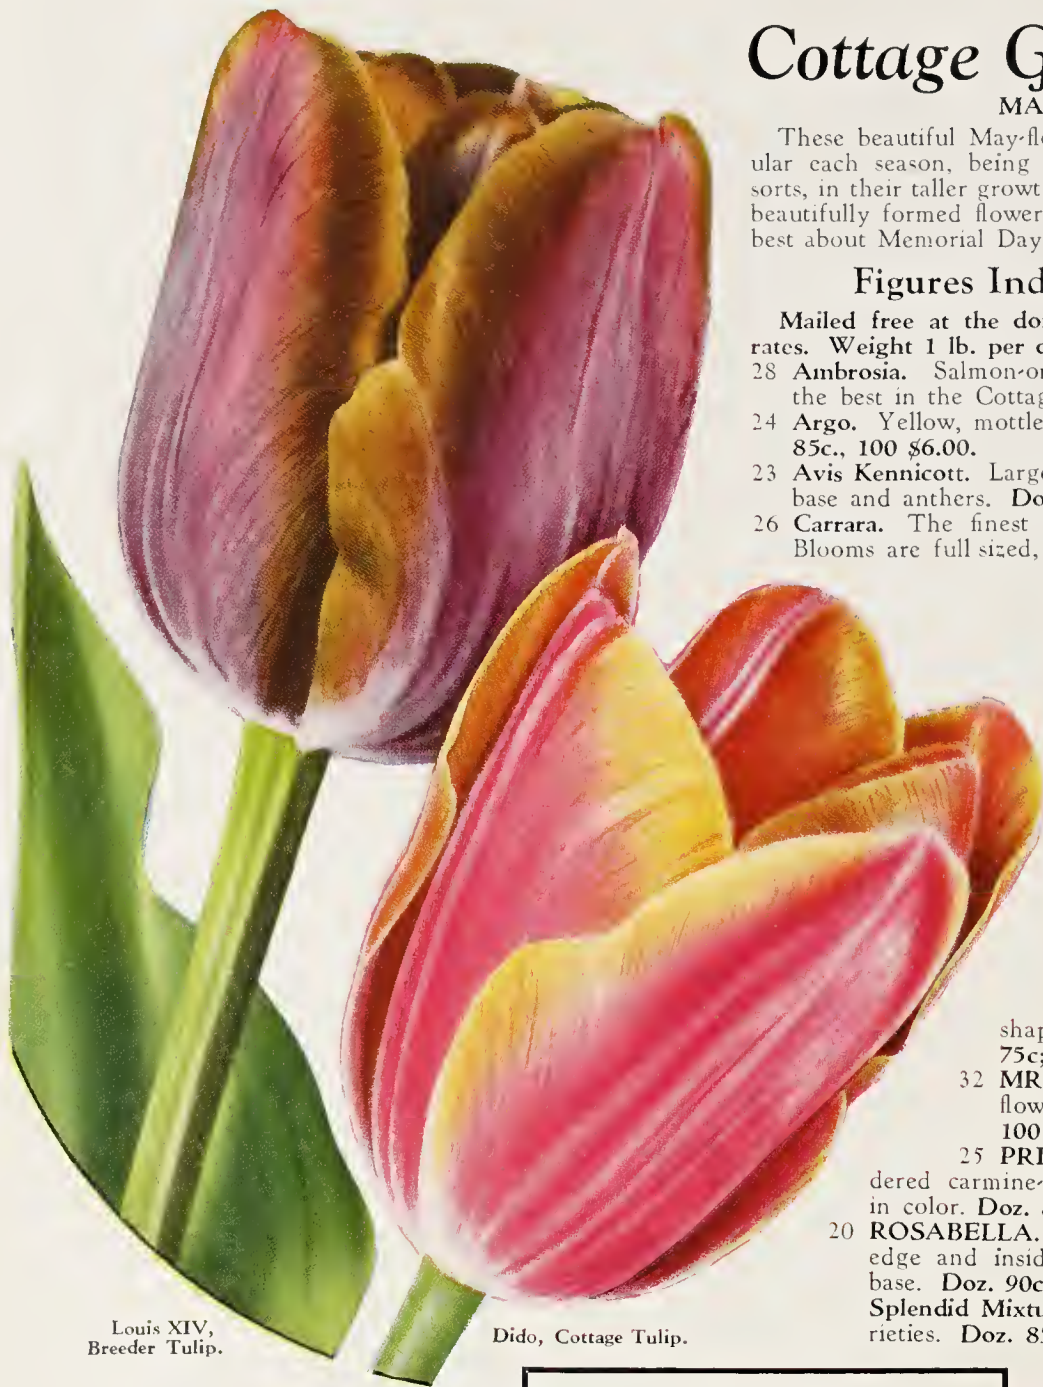 Cottage G
MA
These beautiful May-flo
ular each season, being
sorts, in their taller growt
beautifully formed flower
best about Memorial Day
Figures Ind
Mailed free at the do
rates. Weight 1 lb. per d
28 Ambrosia. Salmon-or
the best in the Cottag
24 Argo. Yellow, mottle
85c., 100 $6.00.
23 Avis Kennicott. Large
base and anthers. Do
26 Carrara. The finest
Blooms are full sized,
shap
75c;
32 MR
flow
100
25 PRI
dered carmine-
in color. Doz.
20 ROSABELLA.
edge and insid
base. Doz. 90c
Splendid Mixtu
rieties. Doz. 85
Louis XIV,
Breeder Tulip.
Dido, Cottage Tulip.